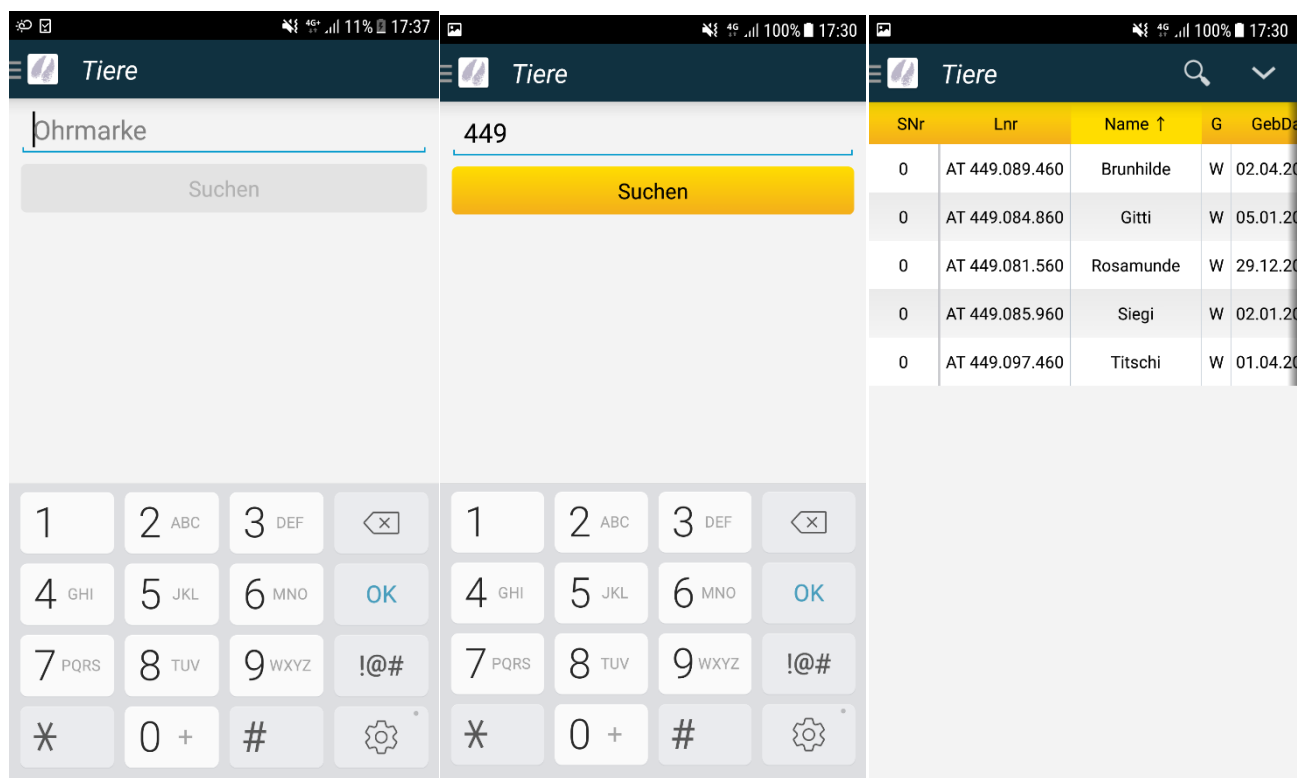 4G+ 11% 17:37
Tiere
Ohrmarke
Suchen
1 2 ABC 3 DEF
4 GHI 5 JKL 6 MNO OK
7 PQRS 8 TUV 9 WXYZ !@#
* 0 + #
4G 100% 17:30
Tiere
449
Suchen
1 2 ABC 3 DEF
4 GHI 5 JKL 6 MNO OK
7 PQRS 8 TUV 9 WXYZ !@#
* 0 + #
4G 100% 17:30
Tiere
SNr Lnr Name ↑ G GebDa
0 AT 449.089.460 Brunhilde W 02.04.20
0 AT 449.084.860 Gitti W 05.01.20
0 AT 449.081.560 Rosamunde W 29.12.20
0 AT 449.085.960 Siegi W 02.01.20
0 AT 449.097.460 Titschi W 01.04.20